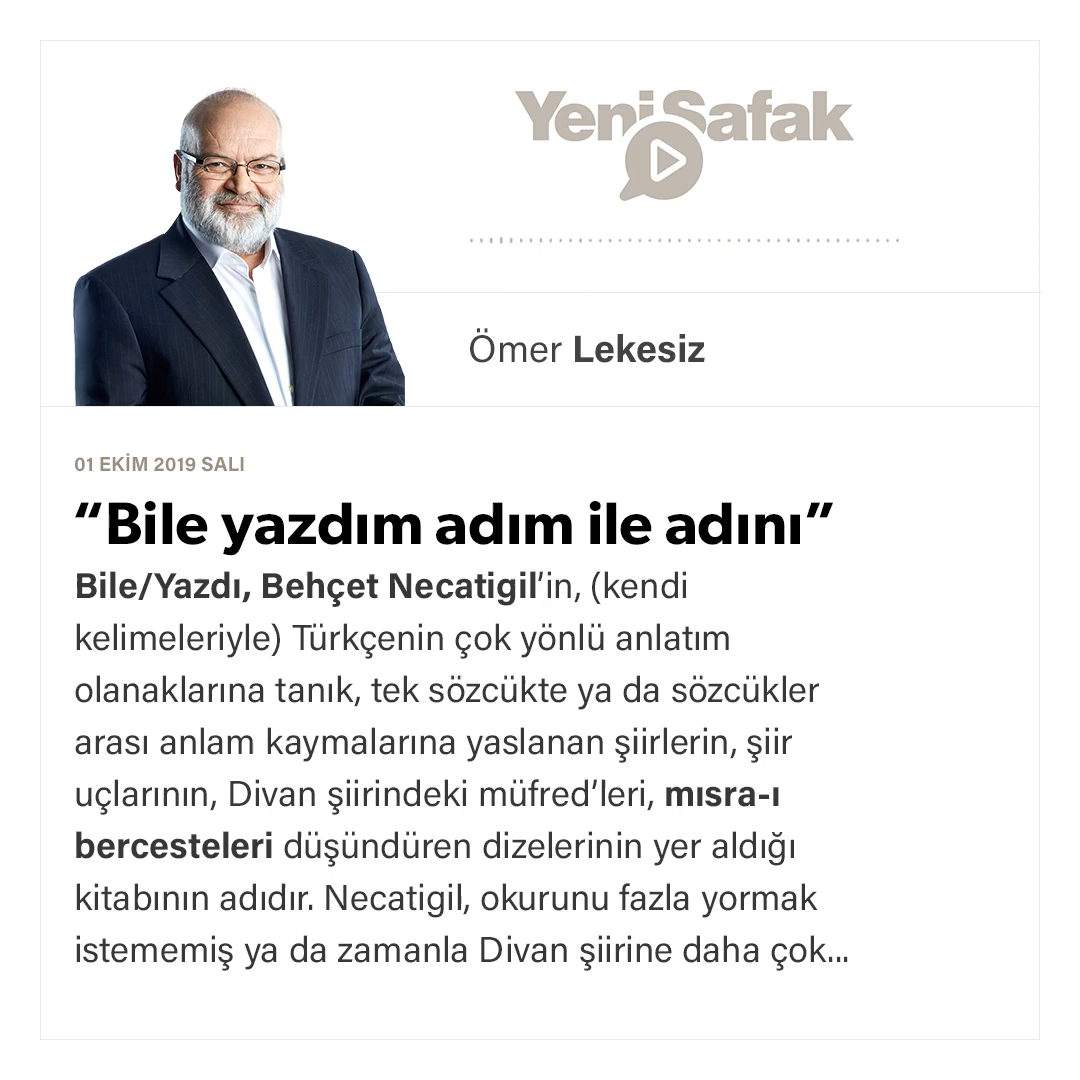 YeniSafak
Ömer Lekesiz
01 EKİM 2019 SALI
“Bile yazdım adım ile adını”
Bile/Yazdı, Behçet Necatigil’in, (kendi
kelimeleriyle) Türkçenin çok yönlü anlatım
olanaklarına tanık, tek sözcükte ya da sözcükler
arası anlam kaymalarına yaslanan şiirlerin, şiir
uçlarının, Divan şiirindeki müfred’leri, mısra-ı
bercesteleri düşündüren dizelerinin yer aldığı
kitabının adıdır. Necatigil, okurunu fazla yormak
istememiş ya da zamanla Divan şiirine daha çok...